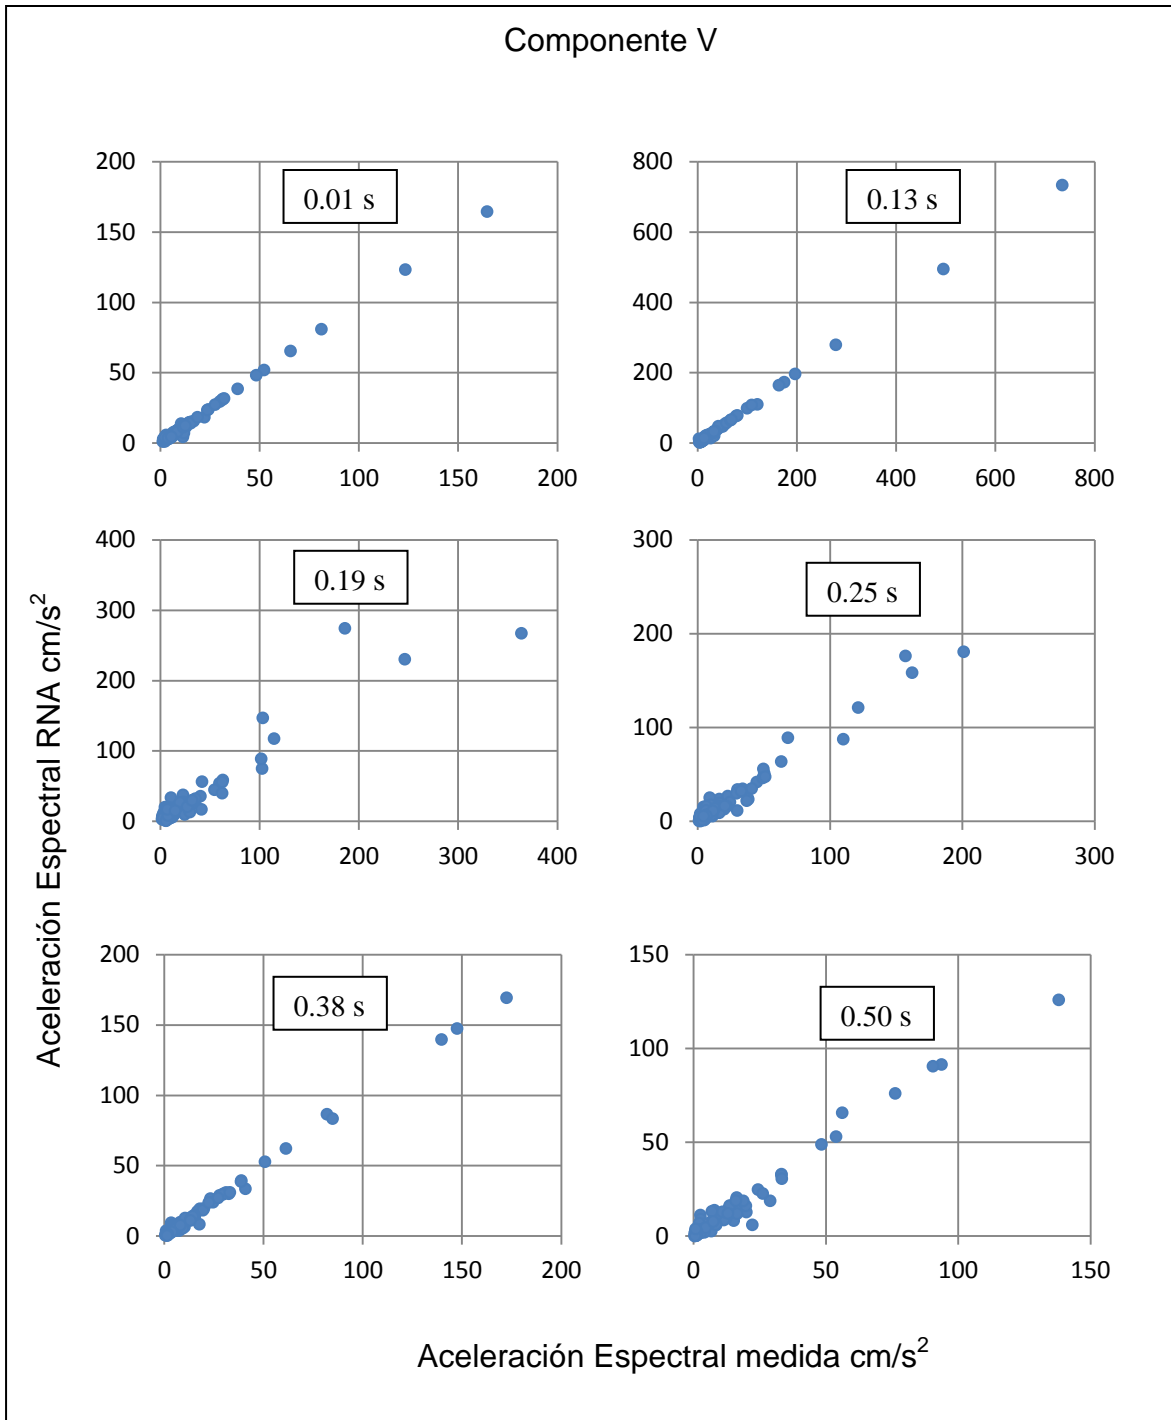 Componente V
0.01 s
200
150
100
50
0
0 50 100 150 200
0.13 s
800
600
400
200
0
0 200 400 600 800
Aceleración Espectral RNA cm/s²
0.19 s
400
300
200
100
0
0 100 200 300 400
0.25 s
300
200
100
0
0 100 200 300
0.38 s
200
150
100
50
0
0 50 100 150 200
0.50 s
150
100
50
0
0 50 100 150
Aceleración Espectral medida cm/s²